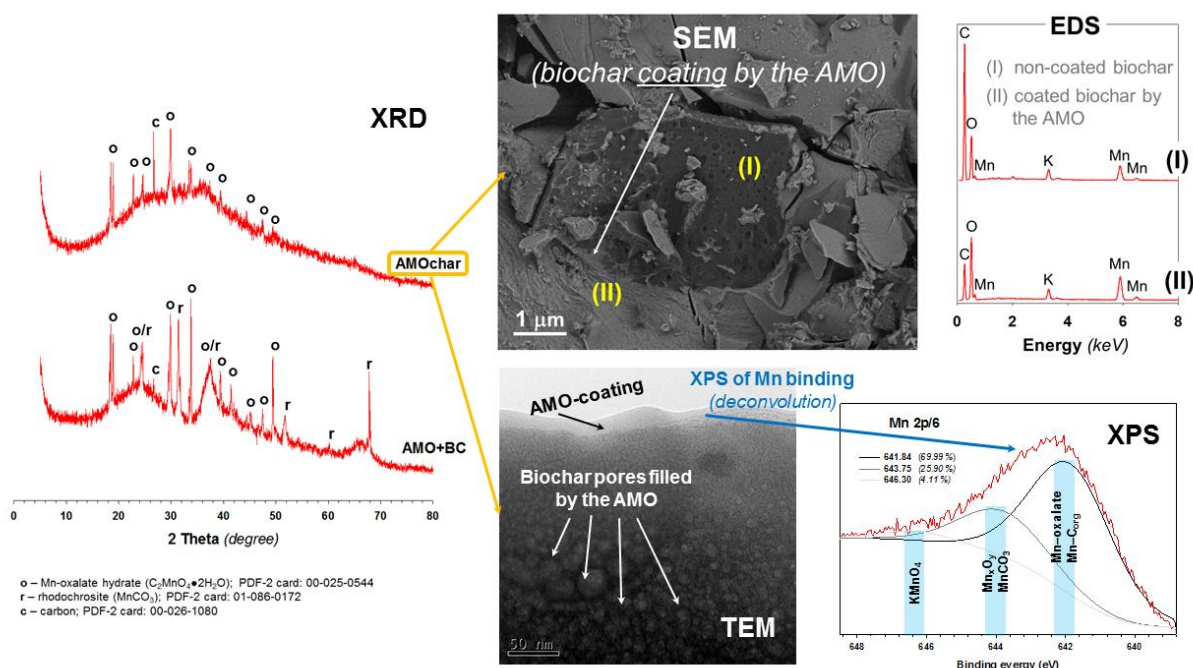 XRD
o
c
o
o
o
o
o
o
o
o
o
AMOchar
o
o
o/r
c
o
r
o
o/r
o
o
o
o
o
r
r
r
AMO+BC
0 10 20 30 40 50 60 70 80
2 Theta (degree)
o – Mn-oxalate hydrate (C₂MnO₄●2H₂O); PDF-2 card: 00-025-0544
r – rhodochrosite (MnCO₃); PDF-2 card: 01-086-0172
c – carbon; PDF-2 card: 00-026-1080
SEM
(biochar coating by the AMO)
(I)
(II)
1 μm
EDS
C
(I) non-coated biochar
(II) coated biochar by
the AMO
O
Mn
K
Mn
Mn
(I)
O
C
Mn
K
Mn
Mn
(II)
0 2 4 6 8
Energy (keV)
AMO-coating
Biochar pores filled
by the AMO
TEM
50 nm
XPS of Mn binding
(deconvolution)
Mn 2p/6
XPS
641.84 (69.99 %)
643.75 (25.90 %)
646.30 (4.11 %)
KMnO₄
MnₓOᵧ
MnCO₃
Mn–oxalate
Mn–Cₒᵣg
648 646 644 642 640
Binding eyergy (eV)